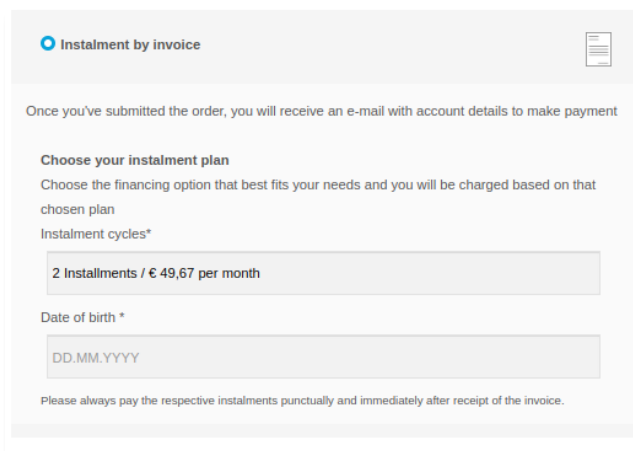 Instalment by invoice
Once you've submitted the order, you will receive an e-mail with account details to make payment
Choose your instalment plan
Choose the financing option that best fits your needs and you will be charged based on that
chosen plan
Instalment cycles*
2 Installments / € 49,67 per month
Date of birth *
DD.MM.YYYY
Please always pay the respective instalments punctually and immediately after receipt of the invoice.